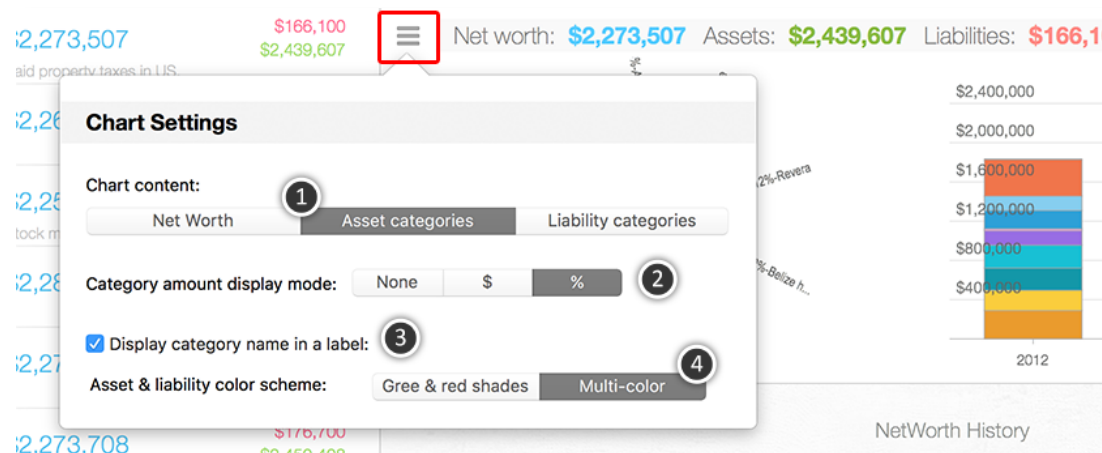 $2,273,507
$166,100
$2,439,607
Net worth: $2,273,507 Assets: $2,439,607 Liabilities:
aid property taxes in US.
Chart Settings
Chart content:
1
Net Worth
Asset categories
Liability categories
Category amount display mode:
None
$
%
2
Display category name in a label:
3
Asset & liability color scheme:
Gree & red shades
Multi-color
4
2%-Revera
%-Belize h...
$2,400,000
$2,000,000
$1,600,000
$1,200,000
$800,000
$400,000
2012
$2,273,708
$176,700
NetWorth History